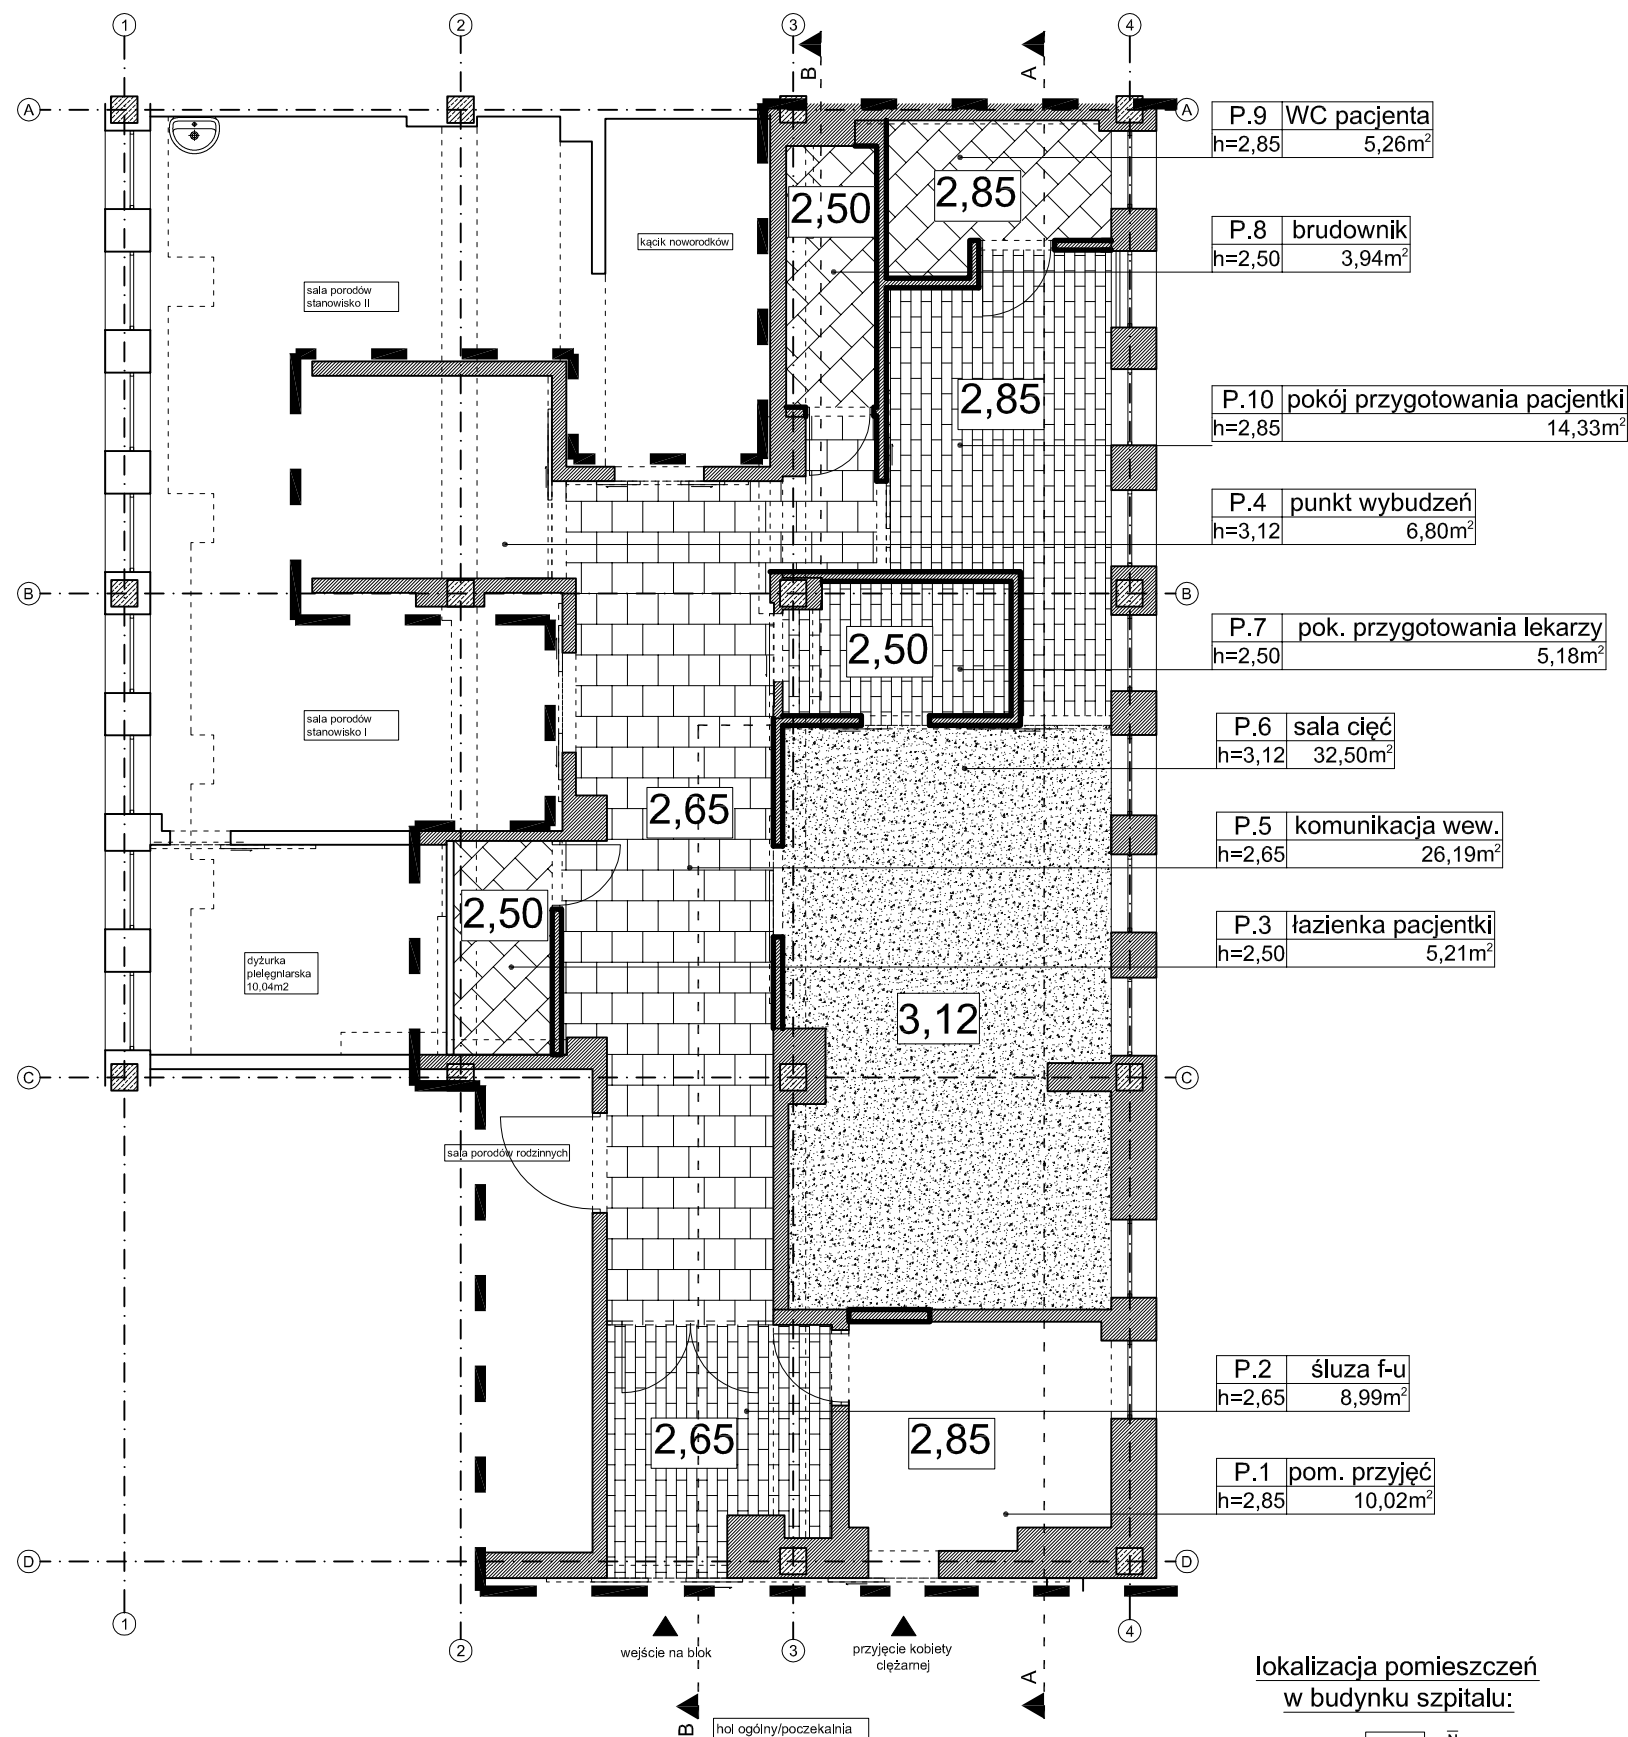 1
2
3
4
B
A
A
A
P.9 WC pacjenta
h=2,85 5,26m²
2,50
2,85
P.8 brudownik
h=2,50 3,94m²
kącik noworodków
sala porodów
stanowisko II
2,85
P.10 pokój przygotowania pacjentki
h=2,85 14,33m²
P.4 punkt wybudzeń
h=3,12 6,80m²
B
B
2,50
P.7 pok. przygotowania lekarzy
h=2,50 5,18m²
sala porodów
stanowisko I
P.6 sala cięć
h=3,12 32,50m²
2,65
P.5 komunikacja wew.
h=2,65 26,19m²
2,50
P.3 łazienka pacjentki
h=2,50 5,21m²
dyżurka
pielęgniarska
10,04m2
3,12
C
C
sala porodów rodzinnych
P.2 śluza f-u
h=2,65 8,99m²
2,65
2,85
P.1 pom. przyjęć
h=2,85 10,02m²
D
D
1
2
3
4
wejście na blok
przyjęcie kobiety
ciężarnej
A
B
hol ogólny/poczekalnia
lokalizacja pomieszczeń
w budynku szpitalu:
N